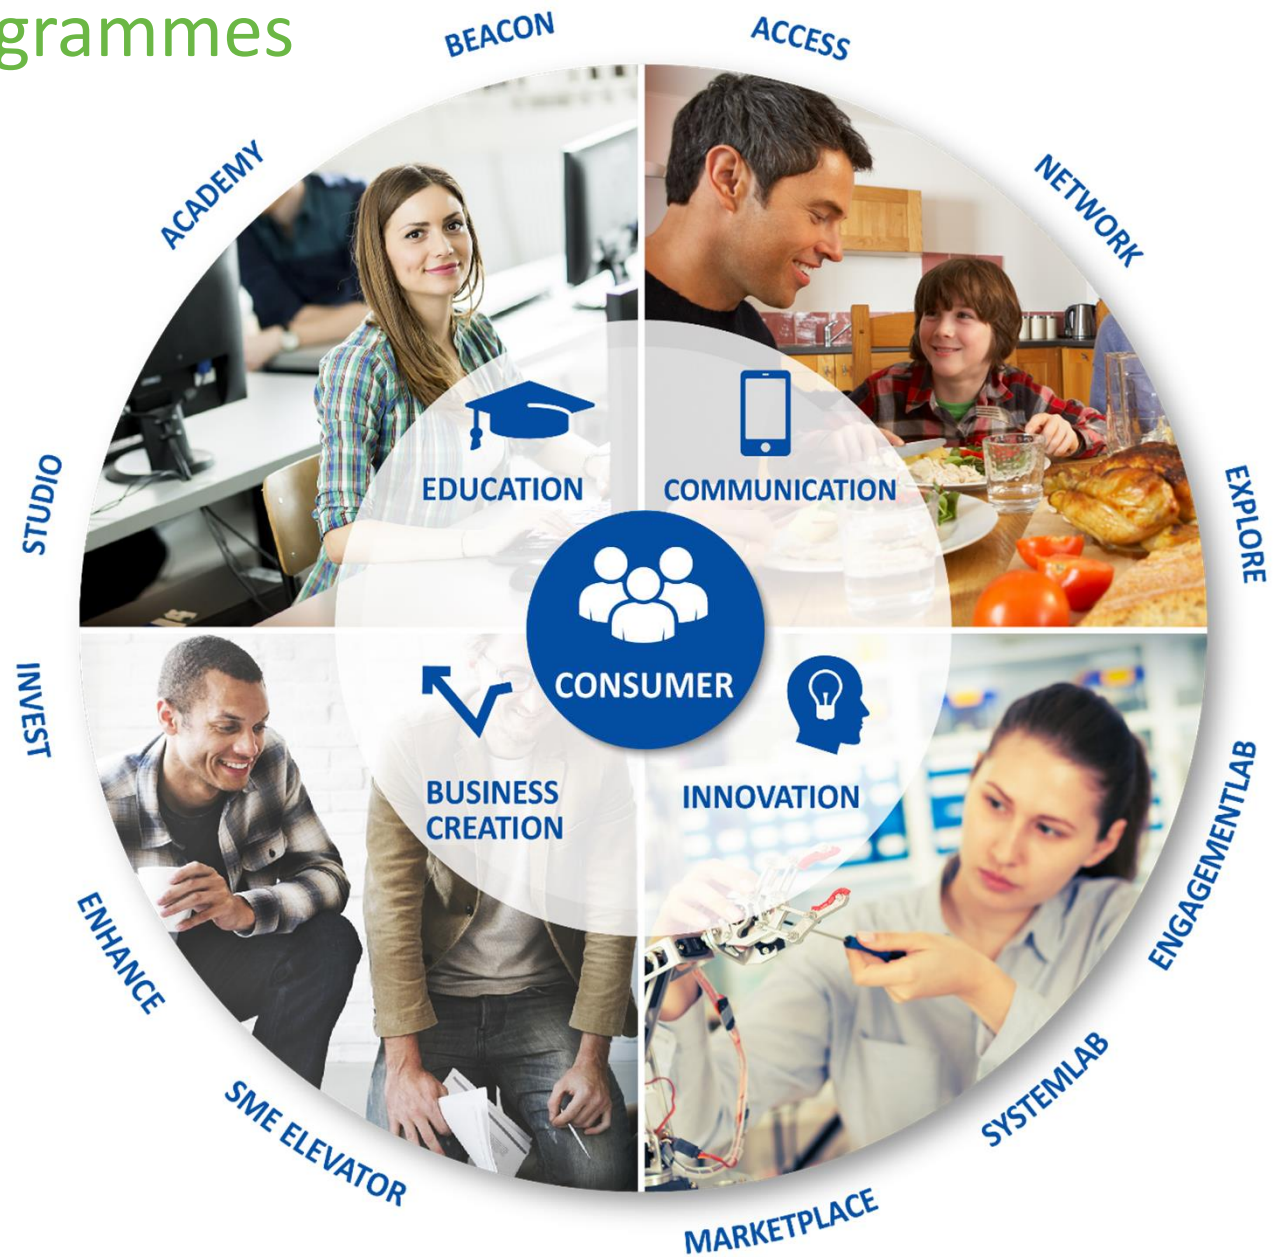 grammes
BEACON
ACCESS
ACADEMY
NETWORK
STUDIO
EXPLORE
EDUCATION
COMMUNICATION
CONSUMER
BUSINESS
CREATION
INNOVATION
INVEST
ENGAGEMENTLAB
ENHANCE
SYSTEMLAB
SME ELEVATOR
MARKETPLACE